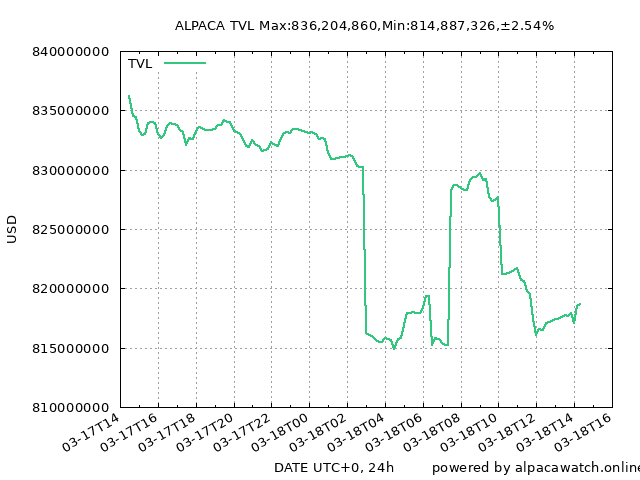 ALPACA TVL Max:836,204,860,Min:814,887,326,±2.54%
TVL
840000000
835000000
830000000
825000000
820000000
815000000
810000000
USD
03-17T14
03-17T16
03-17T18
03-17T20
03-17T22
03-18T00
03-18T02
03-18T04
03-18T06
03-18T08
03-18T10
03-18T12
03-18T14
03-18T16
DATE UTC+0, 24h
powered by alpacawatch.online